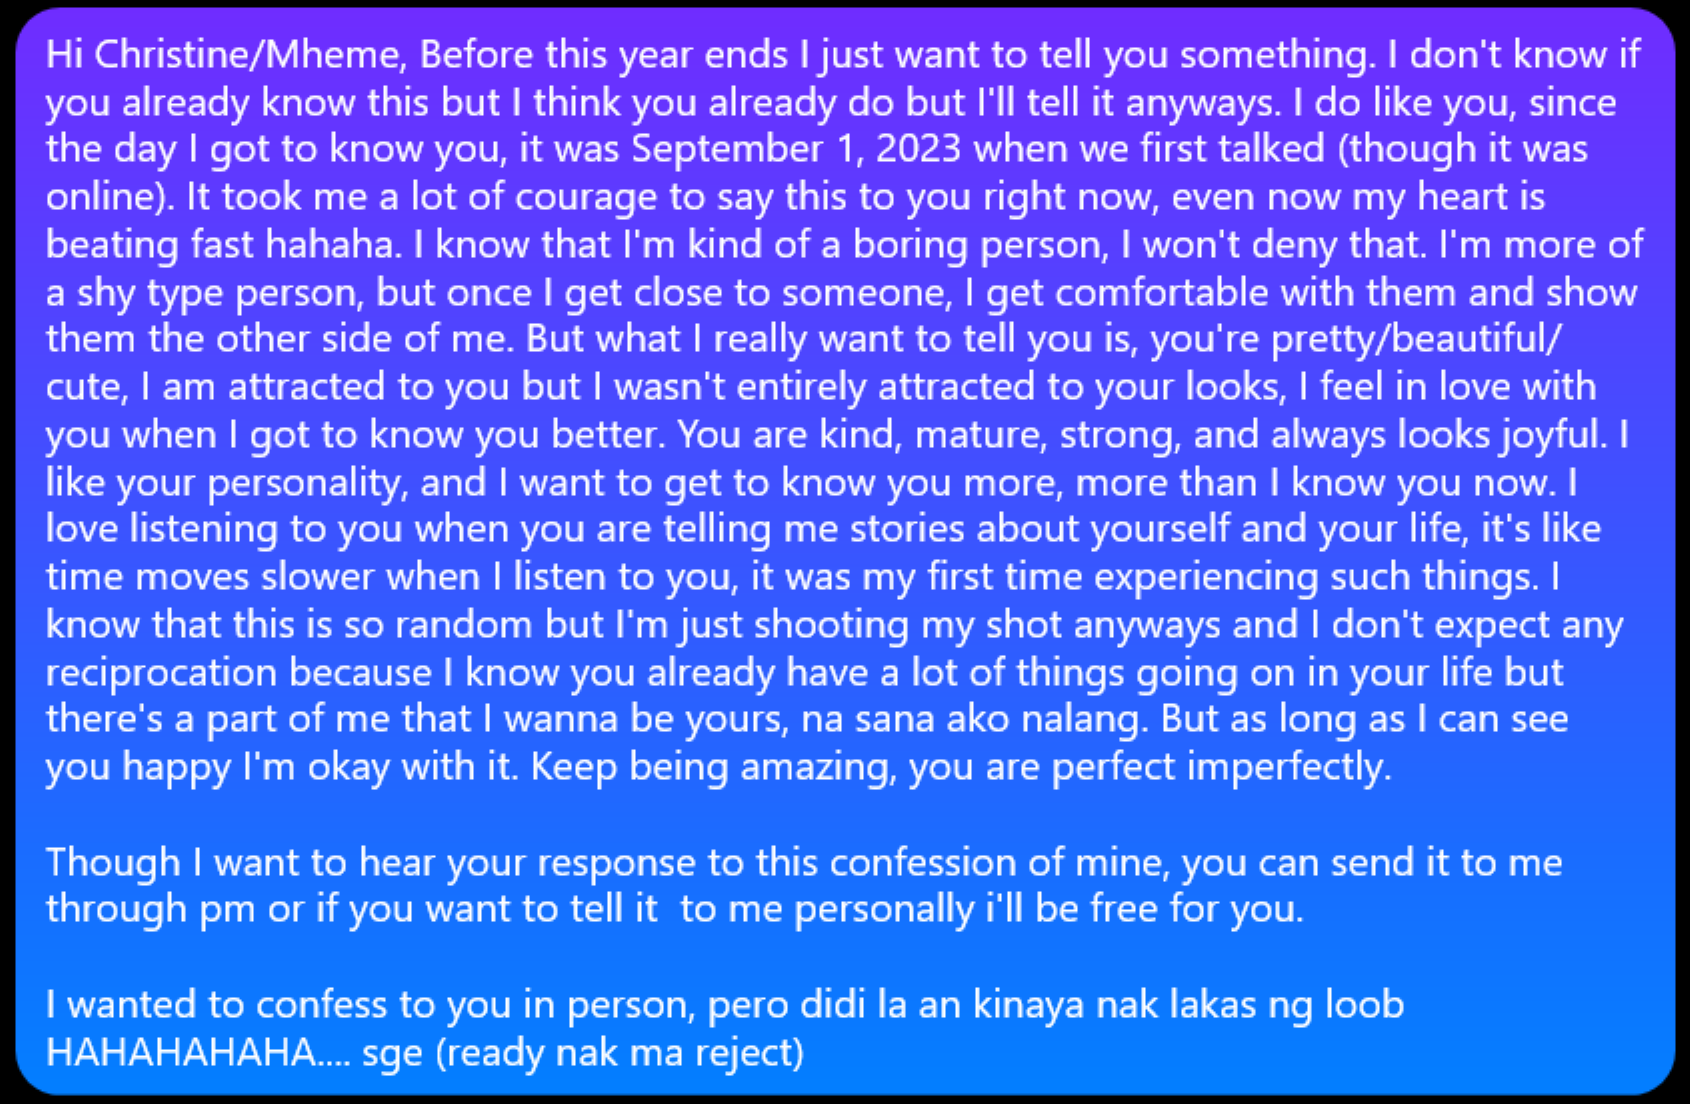 Hi Christine/Mheme, Before this year ends I just want to tell you something. I don't know if
you already know this but I think you already do but I'll tell it anyways. I do like you, since
the day I got to know you, it was September 1, 2023 when we first talked (though it was
online). It took me a lot of courage to say this to you right now, even now my heart is
beating fast hahaha. I know that I'm kind of a boring person, I won't deny that. I'm more of
a shy type person, but once I get close to someone, I get comfortable with them and show
them the other side of me. But what I really want to tell you is, you're pretty/beautiful/
cute, I am attracted to you but I wasn't entirely attracted to your looks, I feel in love with
you when I got to know you better. You are kind, mature, strong, and always looks joyful. I
like your personality, and I want to get to know you more, more than I know you now. I
love listening to you when you are telling me stories about yourself and your life, it's like
time moves slower when I listen to you, it was my first time experiencing such things. I
know that this is so random but I'm just shooting my shot anyways and I don't expect any
reciprocation because I know you already have a lot of things going on in your life but
there's a part of me that I wanna be yours, na sana ako nalang. But as long as I can see
you happy I'm okay with it. Keep being amazing, you are perfect imperfectly.

Though I want to hear your response to this confession of mine, you can send it to me
through pm or if you want to tell it  to me personally i'll be free for you.

I wanted to confess to you in person, pero didi la an kinaya nak lakas ng loob
HAHAHAHAHA.... sge (ready nak ma reject)